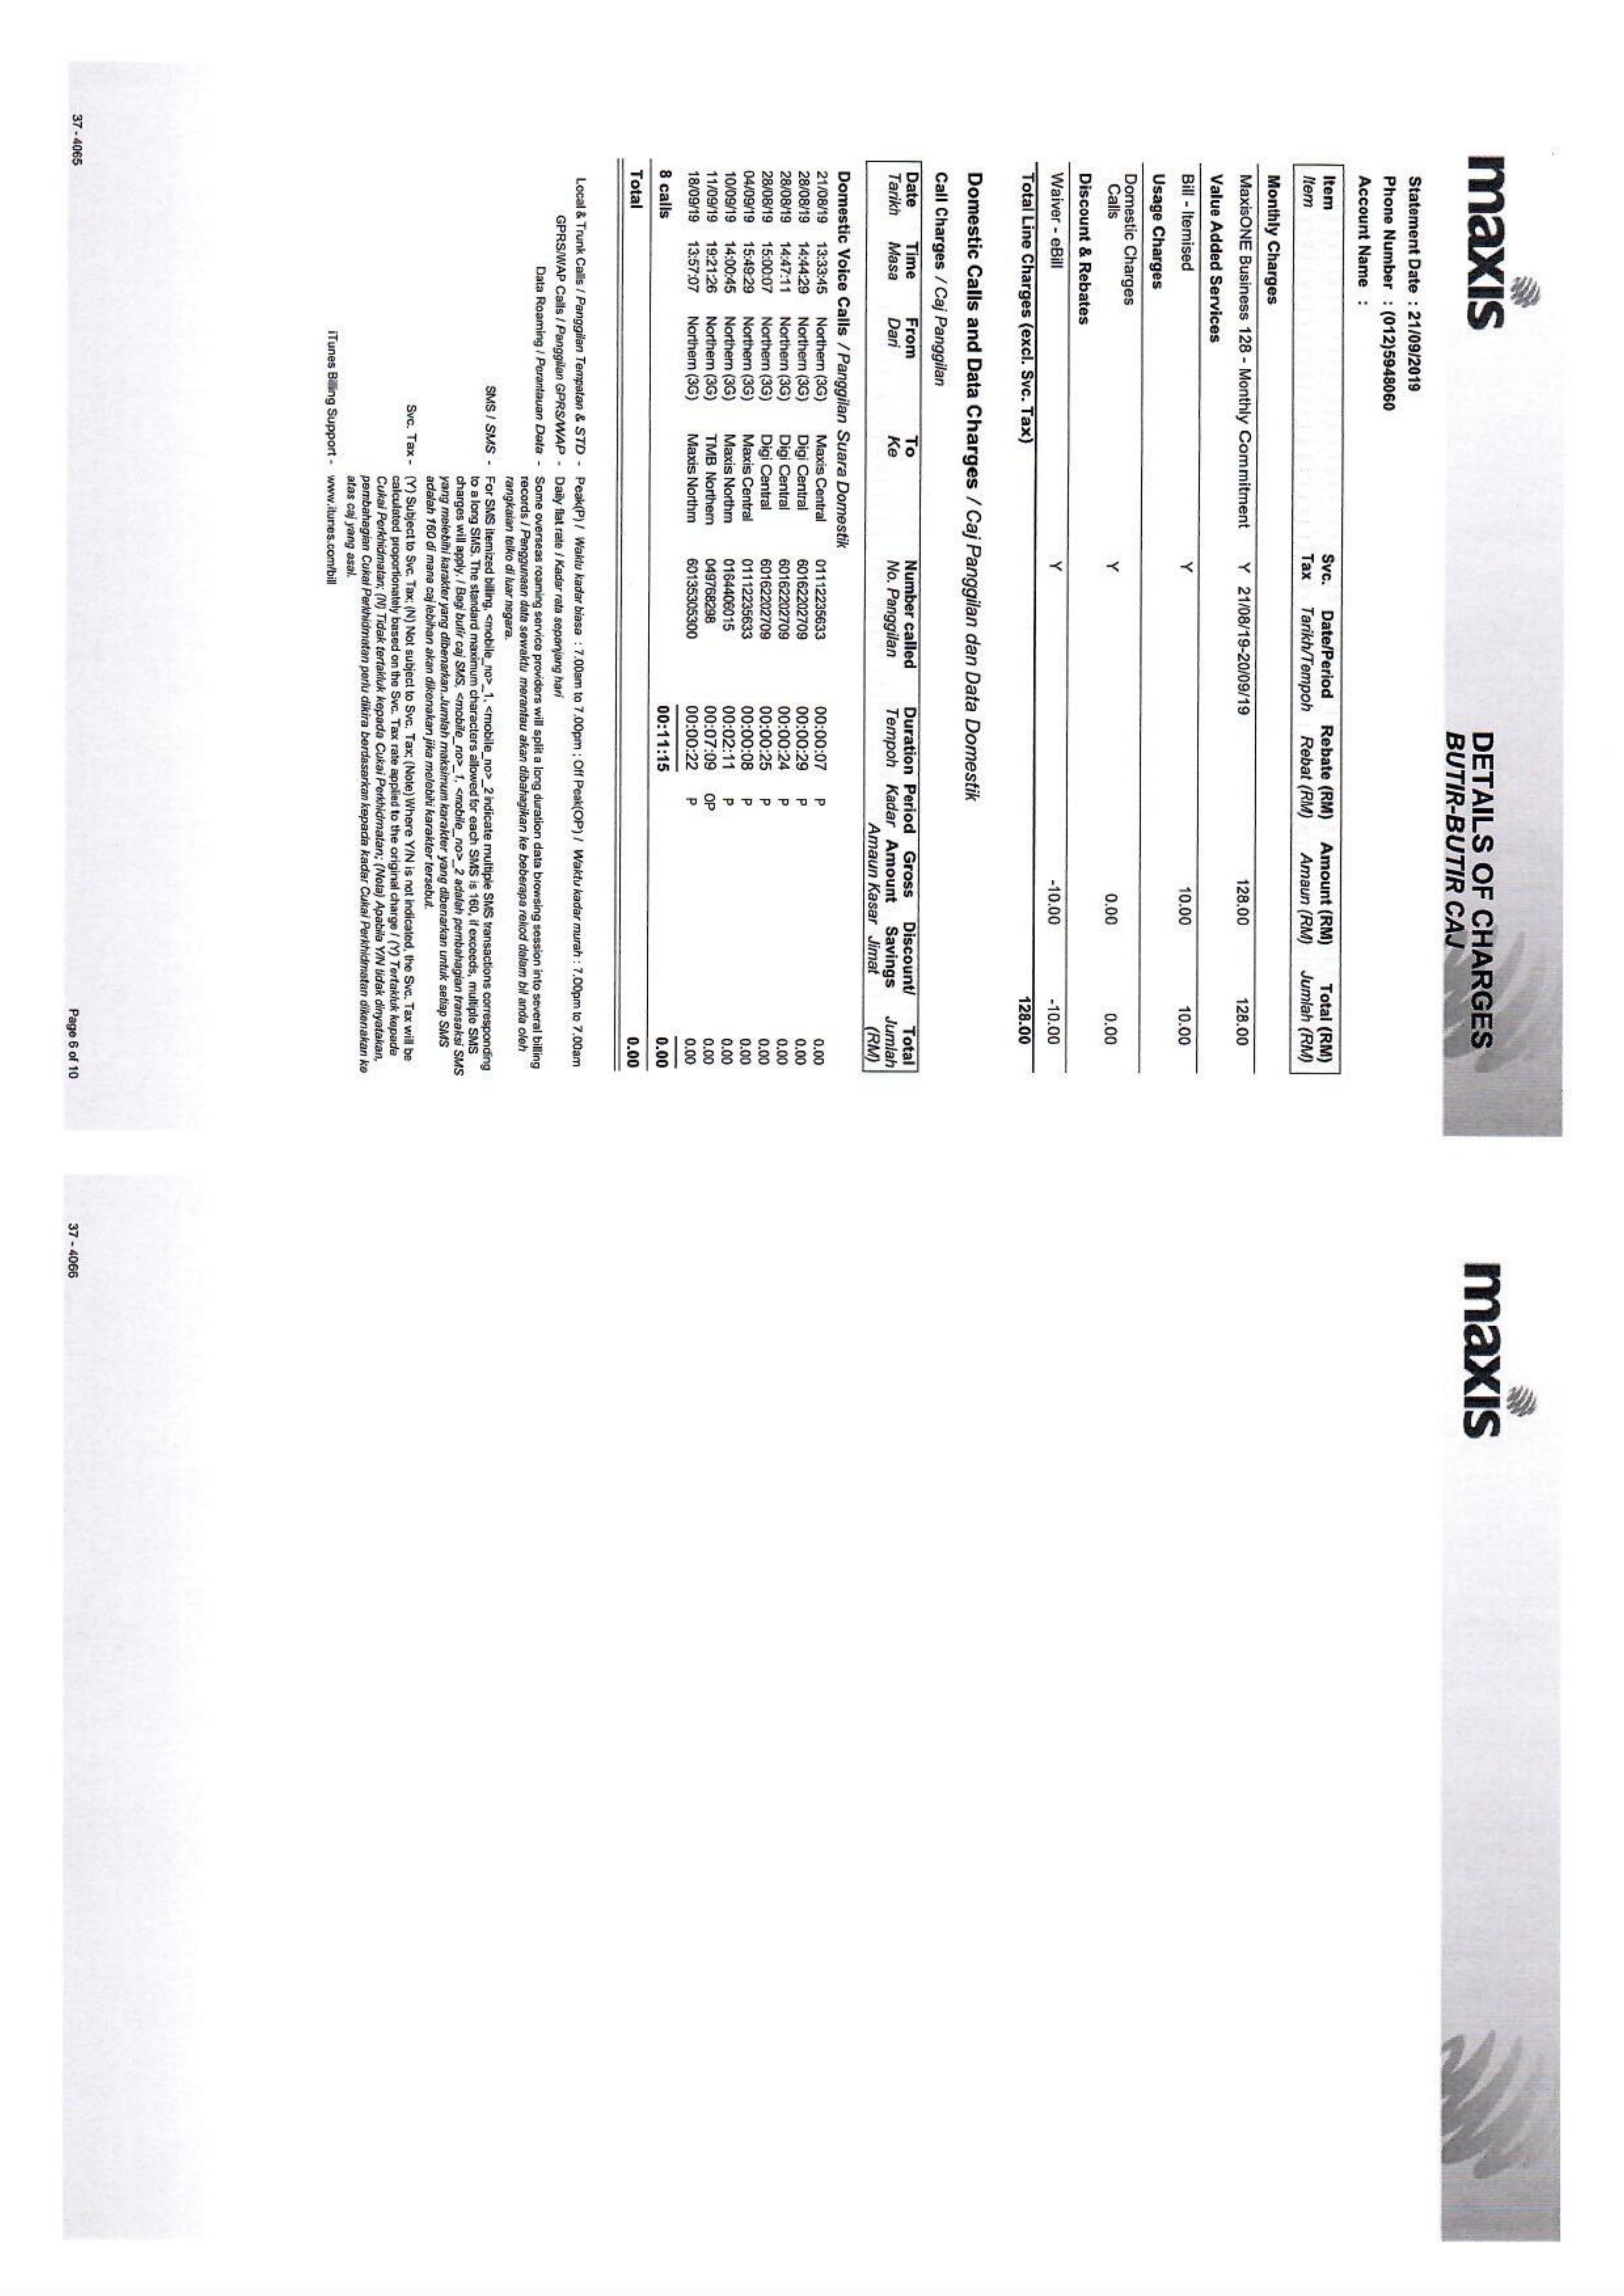 maxis
DETAILS OF CHARGES
BUTIR-BUTIR CAJ
Statement Date : 21/09/2019
Phone Number : (012)5948060
Account Name :
Item Svc. Date/Period Rebate (RM) Amount (RM) Total (RM)
Item Tax Tarikh/Tempoh Rebat (RM) Amaun (RM) Jumlah (RM)
Monthly Charges
MaxisONE Business 128 - Monthly Commitment Y 21/08/19-20/09/19 128.00 128.00
Value Added Services
Bill - Itemised Y 10.00 10.00
Usage Charges
Domestic Charges Y 0.00 0.00
Calls
Discount & Rebates
Waiver - eBill Y -10.00 -10.00
Total Line Charges (excl. Svc. Tax) 128.00
Domestic Calls and Data Charges / Caj Panggilan dan Data Domestik
Call Charges / Caj Panggilan
Date Time From To Number called Duration Period Gross Discount/ Total
Tarikh Masa Dari Ke No. Panggilan Tempoh Kadar Amount Savings Jumlah
Amaun Kasar Jimat (RM)
Domestic Voice Calls / Panggilan Suara Domestik
21/08/19 13:33:45 Northern (3G) Maxis Central 01112235633 00:00:07 P 0.00
28/08/19 14:44:29 Northern (3G) Digi Central 60162202709 00:00:29 P 0.00
28/08/19 14:47:11 Northern (3G) Digi Central 60162202709 00:00:24 P 0.00
28/08/19 15:00:07 Northern (3G) Digi Central 60162202709 00:00:25 P 0.00
04/09/19 15:49:29 Northern (3G) Maxis Central 01112235633 00:00:08 P 0.00
10/09/19 14:00:45 Northern (3G) Maxis Northrn 0164406015 00:02:11 P 0.00
11/09/19 19:21:26 Northern (3G) TMB Northern 049768298 00:07:09 OP 0.00
18/09/19 13:57:07 Northern (3G) Maxis Northrn 60135305300 00:00:22 P 0.00
8 calls 00:11:15 0.00
Total 0.00
Local & Trunk Calls / Panggilan Tempatan & STD - Peak(P) / Waktu kadar biasa : 7.00am to 7.00pm ; Off Peak(OP) / Waktu kadar murah : 7.00pm to 7.00am
GPRS/WAP Calls / Panggilan GPRS/WAP - Daily flat rate / Kadar rata sepanjang hari
Data Roaming / Perantauan Data - Some overseas roaming service providers will split a long duration data browsing session into several billing
records / Penggunaan data sewaktu merantau akan dibahagikan ke beberapa rekod dalam bil anda oleh
rangkaian telko di luar negara.
SMS / SMS - For SMS itemized billing, <mobile_no>_1, <mobile_no>_2 indicate multiple SMS transactions corresponding
to a long SMS. The standard maximum characters allowed for each SMS is 160, if exceeds, multiple SMS
charges will apply. / Bagi butir caj SMS, <mobile_no>_1, <mobile_no>_2 adalah pembahagian transaksi SMS
yang melebihi karakter yang dibenarkan.Jumlah maksimum karakter yang dibenarkan untuk setiap SMS
adalah 160 di mana caj lebihan akan dikenakan jika melebihi karakter tersebut.
Svc. Tax - (Y) Subject to Svc. Tax; (N) Not subject to Svc. Tax; (Note) Where Y/N is not indicated, the Svc. Tax will be
calculated proportionately based on the Svc. Tax rate applied to the original charge / (Y) Tertakluk kepada
Cukai Perkhidmatan; (N) Tidak tertakluk kepada Cukai Perkhidmatan; (Nota) Apabila Y/N tidak dinyatakan,
pembahagian Cukai Perkhidmatan perlu dikira berdasarkan kepada kadar Cukai Perkhidmatan dikenakan ke
atas caj yang asal.
iTunes Billing Support - www.itunes.com/bill
37 - 4065 Page 6 of 10
maxis
37 - 4066